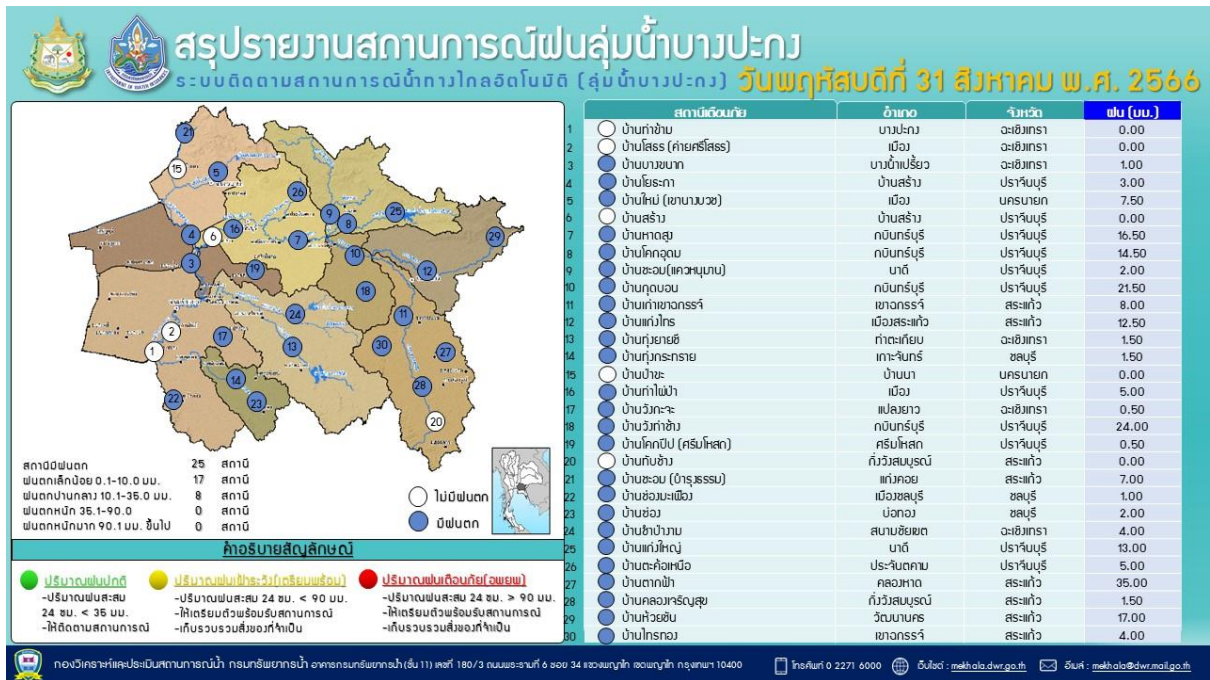 สรุปรายงานสถานการณ์ฝนลุ่มน้ำบางปะกง
ระบบติดตามสถานการณ์น้ำทางไกลอัตโนมัติ (ลุ่มน้ำบางปะกง) วันพฤหัสบดีที่ 31 สิงหาคม พ.ศ. 2566
สถานีเตือนภัย อำเภอ จังหวัด ฝน (มม.)
1 บ้านท่าข้าม บางปะกง ฉะเชิงเทรา 0.00
2 บ้านโสธร (ค่ายศรีโสธร) เมือง ฉะเชิงเทรา 0.00
3 บ้านบางขนาก บางน้ำเปรี้ยว ฉะเชิงเทรา 1.00
4 บ้านโยธะกา บ้านสร้าง ปราจีนบุรี 3.00
5 บ้านใหม่ (เขานางบวช) เมือง นครนายก 7.50
6 บ้านสร้าง บ้านสร้าง ปราจีนบุรี 0.00
7 บ้านหาดสูง กบินทร์บุรี ปราจีนบุรี 16.50
8 บ้านโคกอุดม กบินทร์บุรี ปราจีนบุรี 14.50
9 บ้านชะอม(แควหนุมาน) นาดี ปราจีนบุรี 2.00
10 บ้านกุดบอน กบินทร์บุรี ปราจีนบุรี 21.50
11 บ้านเก่าเขาฉกรรจ์ เขาฉกรรจ์ สระแก้ว 8.00
12 บ้านแก่งไทร เมืองสระแก้ว สระแก้ว 12.50
13 บ้านทุ่งยายชี ท่าตะเกียบ ฉะเชิงเทรา 1.50
14 บ้านทุ่งกระทราย เกาะจันทร์ ชลบุรี 1.50
15 บ้านป่าขะ บ้านนา นครนายก 0.00
16 บ้านท่าไผ่ป่า เมือง ปราจีนบุรี 5.00
17 บ้านวังกะจะ แปลงยาว ฉะเชิงเทรา 0.50
18 บ้านวังท่าช้าง กบินทร์บุรี ปราจีนบุรี 24.00
19 บ้านโคกปีป (ศรีมโหสถ) ศรีมโหสถ ปราจีนบุรี 0.50
20 บ้านทับช้าง กิ่งวังสมบูรณ์ สระแก้ว 0.00
21 บ้านชะอม (บำรุงธรรม) แก่งคอย สระแก้ว 7.00
22 บ้านช่องมะเฟือง เมืองชลบุรี ชลบุรี 1.00
23 บ้านช่อง บ่อทอง ชลบุรี 2.00
24 บ้านชำป่างาม สนามชัยเขต ฉะเชิงเทรา 4.00
25 บ้านแก่งใหญ่ นาดี ปราจีนบุรี 13.00
26 บ้านตะค้อเหนือ ประจันตคาม ปราจีนบุรี 5.00
27 บ้านตากฟ้า คลองหาด สระแก้ว 35.00
28 บ้านคลองเจริญสุข กิ่งวังสมบูรณ์ สระแก้ว 1.50
29 บ้านห้วยชัน วัฒนานคร สระแก้ว 17.00
30 บ้านไทรทอง เขาฉกรรจ์ สระแก้ว 4.00
สถานีมีฝนตก 25 สถานี
ฝนตกเล็กน้อย 0.1-10.0 มม. 17 สถานี
ฝนตกปานกลาง 10.1-35.0 มม. 8 สถานี
ฝนตกหนัก 35.1-90.0 0 สถานี
ฝนตกหนักมาก 90.1 มม. ขึ้นไป 0 สถานี
ไม่มีฝนตก
มีฝนตก
คำอธิบายสัญลักษณ์
ปริมาณฝนปกติ
-ปริมาณฝนสะสม
24 ชม. < 35 มม.
-ให้ติดตามสถานการณ์
ปริมาณฝนเฝ้าระวัง(เตรียมพร้อม)
-ปริมาณฝนสะสม 24 ชม. < 90 มม.
-ให้เตรียมตัวพร้อมรับสถานการณ์
-เก็บรวบรวมสิ่งของที่จำเป็น
ปริมาณฝนเตือนภัย(อพยพ)
-ปริมาณฝนสะสม 24 ชม. > 90 มม.
-ให้เตรียมตัวพร้อมรับสถานการณ์
-เก็บรวบรวมสิ่งของที่จำเป็น
กองวิเคราะห์และประเมินสถานการณ์น้ำ กรมทรัพยากรน้ำ อาคารกรมทรัพยากรน้ำ (ชั้น 11) เลขที่ 180/3 ถนนพระรามที่ 6 ซอย 34 แขวงพญาไท เขตพญาไท กรุงเทพฯ 10400 โทรศัพท์ 0 2271 6000 เว็บไซต์ : mekhala.dwr.go.th อีเมล์ : mekhala@dwr.mail.go.th